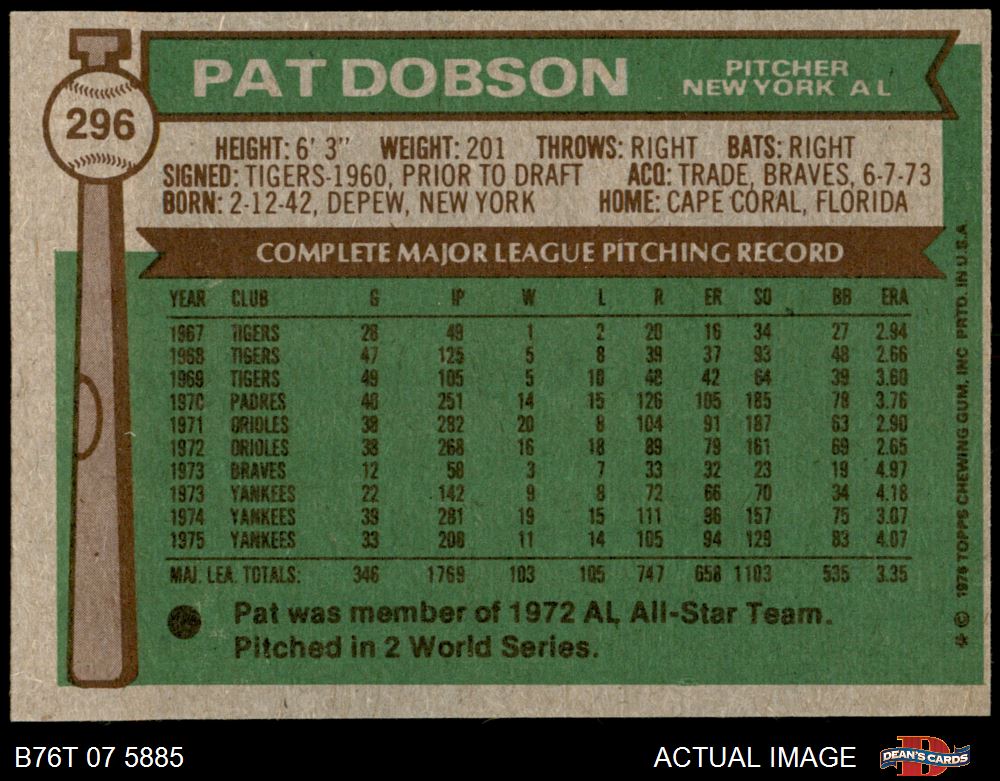 296
PAT DOBSON
PITCHER
NEW YORK A L
HEIGHT: 6' 3" WEIGHT: 201 THROWS: RIGHT BATS: RIGHT
SIGNED: TIGERS-1960, PRIOR TO DRAFT ACQ: TRADE, BRAVES, 6-7-73
BORN: 2-12-42, DEPEW, NEW YORK HOME: CAPE CORAL, FLORIDA
COMPLETE MAJOR LEAGUE PITCHING RECORD
YEAR CLUB G IP W L R ER SO BB ERA
1967 TIGERS 28 49 1 2 20 16 34 27 2.94
1968 TIGERS 47 125 5 8 39 37 93 48 2.66
1969 TIGERS 49 105 5 10 48 42 64 39 3.60
1970 PADRES 40 251 14 15 126 105 185 78 3.76
1971 ORIOLES 38 282 20 8 104 91 187 63 2.90
1972 ORIOLES 38 268 16 18 89 79 161 69 2.65
1973 BRAVES 12 58 3 7 33 32 23 19 4.97
1973 YANKEES 22 142 9 8 72 66 70 34 4.18
1974 YANKEES 39 281 19 15 111 96 157 75 3.07
1975 YANKEES 33 208 11 14 105 94 129 83 4.07
MAJ. LEA. TOTALS: 346 1769 103 105 747 658 1103 535 3.35
Pat was member of 1972 AL All-Star Team.
Pitched in 2 World Series.
* © 1976 TOPPS CHEWING GUM, INC PRTD. IN U.S.A
B76T 07 5885
ACTUAL IMAGE
DEAN'S CARDS